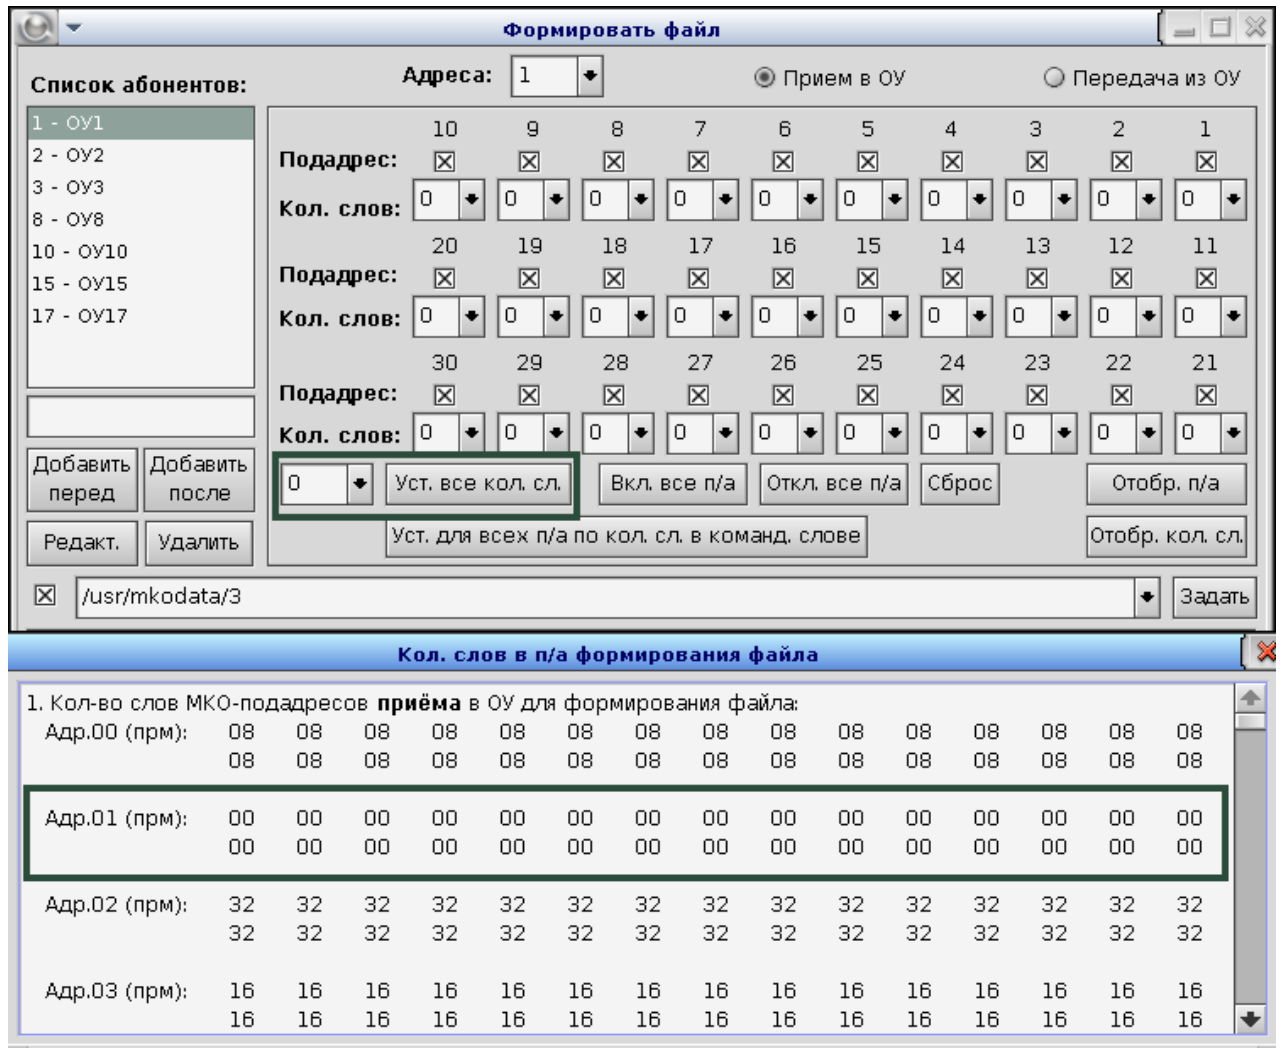 Формировать файл
Список абонентов:
Адреса: 1 Прием в ОУ Передача из ОУ
1 - ОУ1
2 - ОУ2
3 - ОУ3
8 - ОУ8
10 - ОУ10
15 - ОУ15
17 - ОУ17
Добавить перед
Добавить после
Редакт. Удалить
10 9 8 7 6 5 4 3 2 1
Подадрес:
Кол. слов: 0 0 0 0 0 0 0 0 0 0
20 19 18 17 16 15 14 13 12 11
Подадрес:
Кол. слов: 0 0 0 0 0 0 0 0 0 0
30 29 28 27 26 25 24 23 22 21
Подадрес:
Кол. слов: 0 0 0 0 0 0 0 0 0 0
0 Уст. все кол. сл. Вкл. все п/а Откл. все п/а Сброс Отобр. п/а
Уст. для всех п/а по кол. сл. в команд. слове Отобр. кол. сл.
/usr/mkodata/3 Задать
Кол. слов в п/а формирования файла
1. Кол-во слов МКО-подадресов приёма в ОУ для формирования файла:
Адр.00 (прм): 08 08 08 08 08 08 08 08 08 08 08 08 08 08 08
08 08 08 08 08 08 08 08 08 08 08 08 08 08 08
Адр.01 (прм): 00 00 00 00 00 00 00 00 00 00 00 00 00 00 00
00 00 00 00 00 00 00 00 00 00 00 00 00 00 00
Адр.02 (прм): 32 32 32 32 32 32 32 32 32 32 32 32 32 32 32
32 32 32 32 32 32 32 32 32 32 32 32 32 32 32
Адр.03 (прм): 16 16 16 16 16 16 16 16 16 16 16 16 16 16 16
16 16 16 16 16 16 16 16 16 16 16 16 16 16 16